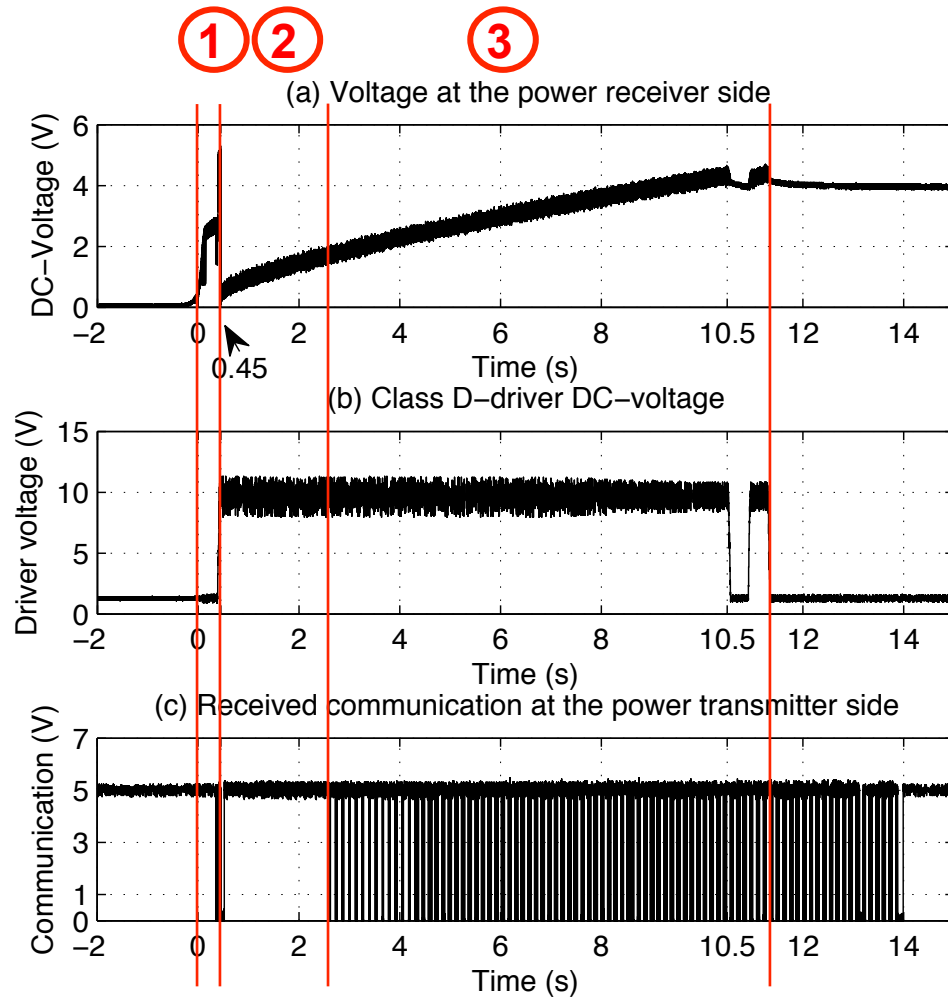 1 2 3
(a) Voltage at the power receiver side
DC−Voltage (V)
6
4
2
0
−2 0 2 4 6 8 10.5 12 14
0.45
Time (s)
(b) Class D−driver DC−voltage
Driver voltage (V)
15
10
5
0
−2 0 2 4 6 8 10.5 12 14
Time (s)
(c) Received communication at the power transmitter side
Communication (V)
7
5
3
1
0
−2 0 2 4 6 8 10.5 12 14
Time (s)